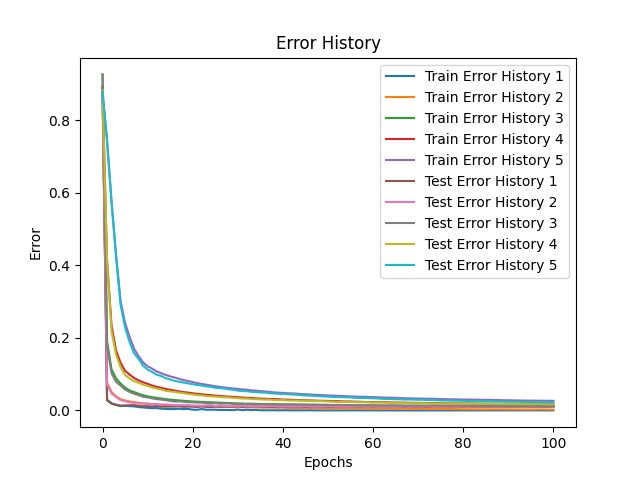 Error History
Train Error History 1
Train Error History 2
Train Error History 3
Train Error History 4
Train Error History 5
Test Error History 1
Test Error History 2
Test Error History 3
Test Error History 4
Test Error History 5
Error
0.8
0.6
0.4
0.2
0.0
0 20 40 60 80 100
Epochs